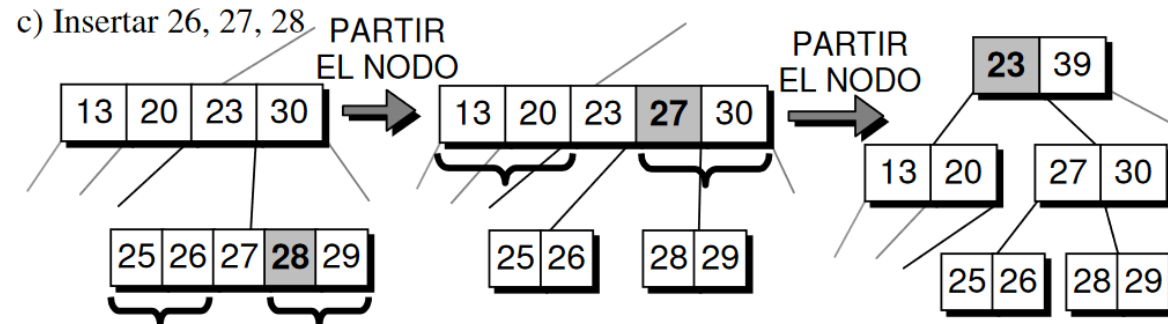 c) Insertar 26, 27, 28
PARTIR
EL NODO
13 20 23 30
25 26 27 28 29
13 20 23 27 30
25 26
28 29
PARTIR
EL NODO
23 39
13 20
27 30
25 26
28 29